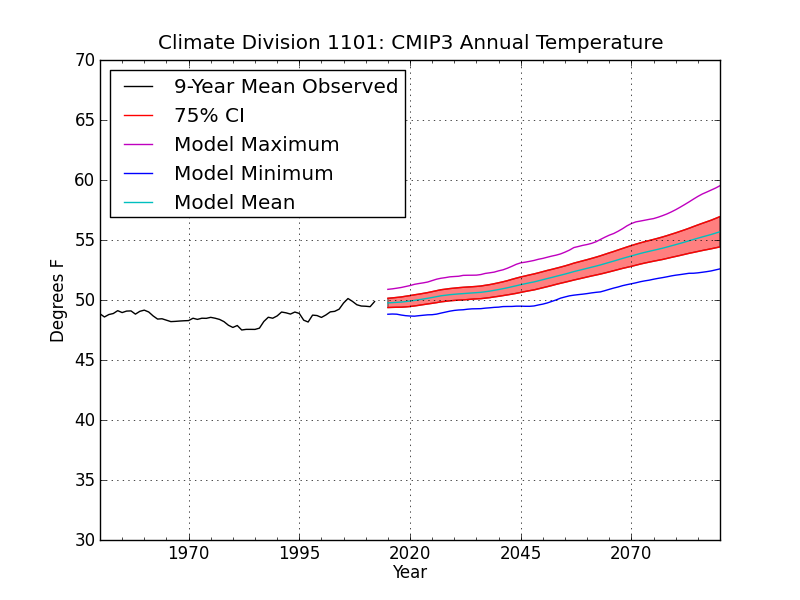 Climate Division 1101: CMIP3 Annual Temperature
70
65
60
55
50
45
40
35
30
Degrees F
9-Year Mean Observed
75% CI
Model Maximum
Model Minimum
Model Mean
1970 1995 2020 2045 2070
Year